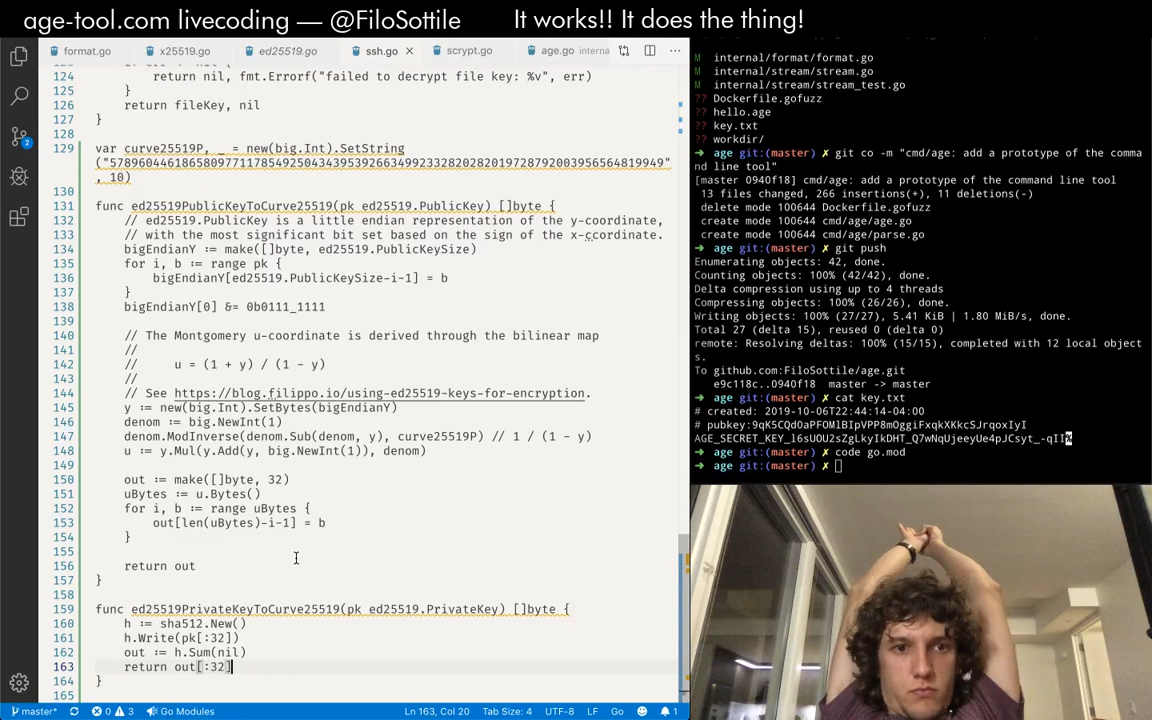 age-tool.com livecoding — @FiloSottile
It works!! It does the thing!
format.go
x25519.go
ed25519.go
ssh.go
scrypt.go
age.go interna
124 return nil, fmt.Errorf("failed to decrypt file key: %v", err)
125 }
126 return fileKey, nil
127 }
128
129 var curve25519P, _ = new(big.Int).SetString
("57896044618658097711785492504343953926634992332820282019728792003956564819949"
, 10)
130
131 func ed25519PublicKeyToCurve25519(pk ed25519.PublicKey) []byte {
132 // ed25519.PublicKey is a little endian representation of the y-coordinate,
133 // with the most significant bit set based on the sign of the x-ccordinate.
134 bigEndianY := make([]byte, ed25519.PublicKeySize)
135 for i, b := range pk {
136 bigEndianY[ed25519.PublicKeySize-i-1] = b
137 }
138 bigEndianY[0] &= 0b0111_1111
139
140 // The Montgomery u-coordinate is derived through the bilinear map
141 //
142 // u = (1 + y) / (1 - y)
143 //
144 // See https://blog.filippo.io/using-ed25519-keys-for-encryption.
145 y := new(big.Int).SetBytes(bigEndianY)
146 denom := big.NewInt(1)
147 denom.ModInverse(denom.Sub(denom, y), curve25519P) // 1 / (1 - y)
148 u := y.Mul(y.Add(y, big.NewInt(1)), denom)
149
150 out := make([]byte, 32)
151 uBytes := u.Bytes()
152 for i, b := range uBytes {
153 out[len(uBytes)-i-1] = b
154 }
155
156 return out
157 }
158
159 func ed25519PrivateKeyToCurve25519(pk ed25519.PrivateKey) []byte {
160 h := sha512.New()
161 h.Write(pk[:32])
162 out := h.Sum(nil)
163 return out[:32]
164 }
165
2
master* 0 3 Go Modules Ln 163, Col 20 Tab Size: 4 UTF-8 LF Go 1
M internal/format/format.go
M internal/stream/stream.go
M internal/stream/stream_test.go
?? Dockerfile.gofuzz
?? hello.age
?? key.txt
?? workdir/
➜ age git:(master) ✗ git co -m "cmd/age: add a prototype of the comma
nd line tool"
[master 0940f18] cmd/age: add a prototype of the command line tool
13 files changed, 266 insertions(+), 11 deletions(-)
delete mode 100644 Dockerfile.gofuzz
create mode 100644 cmd/age/age.go
create mode 100644 cmd/age/parse.go
➜ age git:(master) ✗ git push
Enumerating objects: 42, done.
Counting objects: 100% (42/42), done.
Delta compression using up to 4 threads
Compressing objects: 100% (26/26), done.
Writing objects: 100% (27/27), 5.41 KiB | 1.80 MiB/s, done.
Total 27 (delta 15), reused 0 (delta 0)
remote: Resolving deltas: 100% (15/15), completed with 12 local object
s.
To github.com:FiloSottile/age.git
e9c118c..0940f18 master -> master
➜ age git:(master) ✗ cat key.txt
# created: 2019-10-06T22:44:14-04:00
# pubkey:9qK5CQdOaPFOMlBIpVPP8mOggiFxqkXKkcSJrqoxIyI
AGE_SECRET_KEY_l6sUOU2sZgLkyIkDHT_Q7wNqUjeeyUe4pJCsyt_-qII%
➜ age git:(master) ✗ code go.mod
➜ age git:(master) ✗